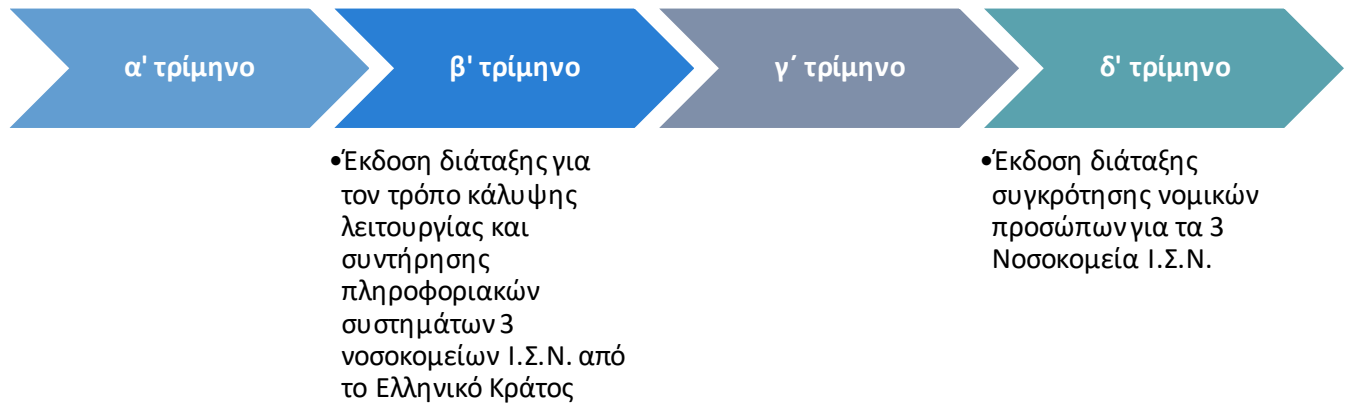 α' τρίμηνο
β' τρίμηνο
γ΄ τρίμηνο
δ' τρίμηνο
•Έκδοση διάταξης για
τον τρόπο κάλυψης
λειτουργίας και
συντήρησης
πληροφοριακών
συστημάτων 3
νοσοκομείων Ι.Σ.Ν. από
το Ελληνικό Κράτος
•Έκδοση διάταξης
συγκρότησης νομικών
προσώπων για τα 3
Νοσοκομεία Ι.Σ.Ν.